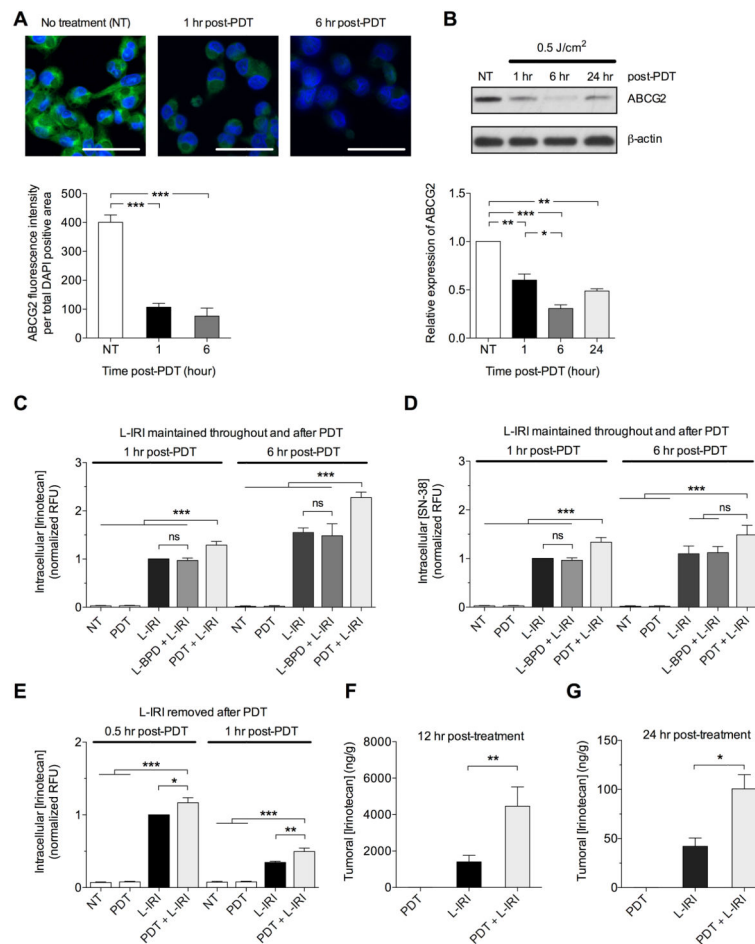 A
No treatment (NT)
1 hr post-PDT
6 hr post-PDT
ABCG2 fluorescence intensity
per total DAPI positive area
500
400
300
200
100
0
***
***
NT
1
6
Time post-PDT (hour)
B
0.5 J/cm2
NT
1 hr
6 hr
24 hr
post-PDT
ABCG2
β-actin
Relative expression of ABCG2
1.5
1.0
0.5
0.0
**
***
**
*
NT
1
6
24
Time post-PDT (hour)
C
L-IRI maintained throughout and after PDT
1 hr post-PDT
6 hr post-PDT
Intracellular [Irinotecan]
(normalized RFU)
3
2
1
0
***
ns
***
ns
NT
PDT
L-IRI
L-BPD + L-IRI
PDT + L-IRI
NT
PDT
L-IRI
L-BPD + L-IRI
PDT + L-IRI
D
L-IRI maintained throughout and after PDT
1 hr post-PDT
6 hr post-PDT
Intracellular [SN-38]
(normalized RFU)
3
2
1
0
***
ns
***
ns
NT
PDT
L-IRI
L-BPD + L-IRI
PDT + L-IRI
NT
PDT
L-IRI
L-BPD + L-IRI
PDT + L-IRI
E
L-IRI removed after PDT
0.5 hr post-PDT
1 hr post-PDT
Intracellular [Irinotecan]
(normalized RFU)
2
1
0
***
*
***
**
NT
PDT
L-IRI
PDT + L-IRI
NT
PDT
L-IRI
PDT + L-IRI
F
12 hr post-treatment
Tumoral [Irinotecan] (ng/g)
8000
6000
4000
2000
0
**
PDT
L-IRI
PDT + L-IRI
G
24 hr post-treatment
Tumoral [Irinotecan] (ng/g)
150
100
50
0
*
PDT
L-IRI
PDT + L-IRI